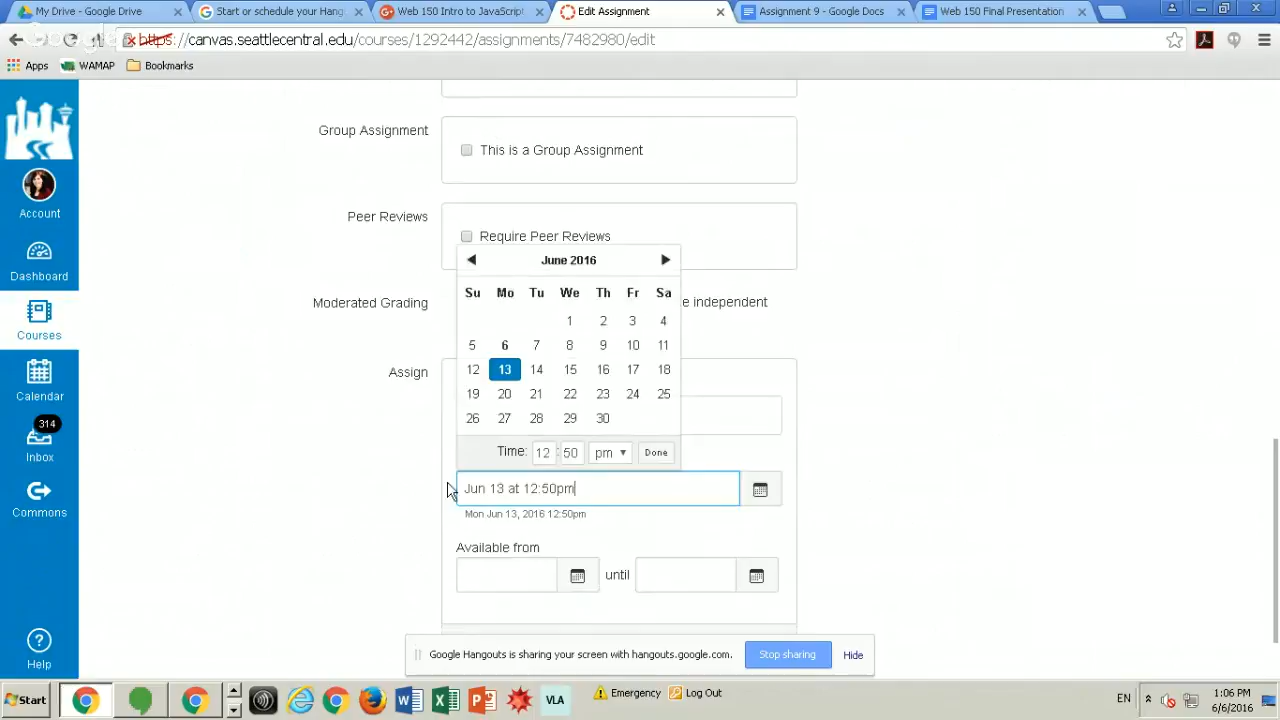 My Drive - Google Drive
Start or schedule your Hang
Web 150 Intro to JavaScript
Edit Assignment
Assignment 9 - Google Docs
Web 150 Final Presentation
https://canvas.seattlecentral.edu/courses/1292442/assignments/7482980/edit
Apps
WAMAP
Bookmarks
Group Assignment
This is a Group Assignment
Account
Peer Reviews
Require Peer Reviews
Dashboard
June 2016
Su Mo Tu We Th Fr Sa
Moderated Grading
e independent
1 2 3 4
Courses
5 6 7 8 9 10 11
Assign
12 13 14 15 16 17 18
Calendar
19 20 21 22 23 24 25
26 27 28 29 30
314
Inbox
Time: 12 : 50 pm Done
Jun 13 at 12:50pm
Commons
Mon Jun 13, 2016 12:50pm
Available from
until
Help
Google Hangouts is sharing your screen with hangouts.google.com.
Stop sharing
Hide
Start
VLA
Emergency
Log Out
EN
1:06 PM
6/6/2016